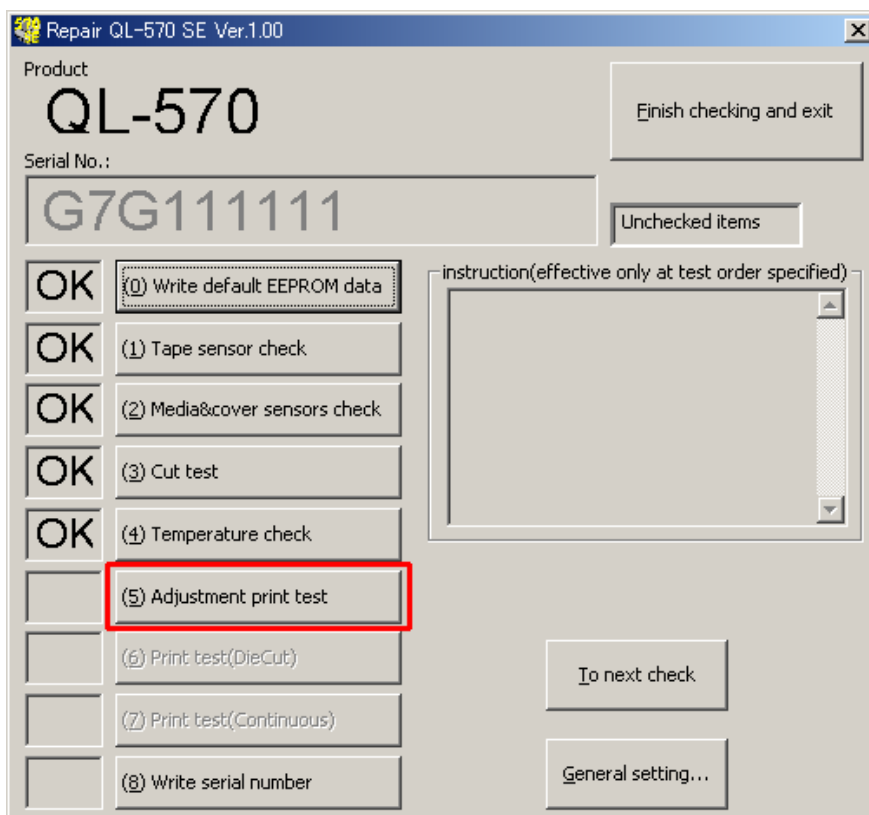 Repair QL-570 SE Ver.1.00
Product
QL-570
Finish checking and exit
Serial No.:
G7G111111
Unchecked items
OK (0) Write default EEPROM data
instruction(effective only at test order specified)
OK (1) Tape sensor check
OK (2) Media&cover sensors check
OK (3) Cut test
OK (4) Temperature check
(5) Adjustment print test
(6) Print test(DieCut)
To next check
(7) Print test(Continuous)
General setting...
(8) Write serial number